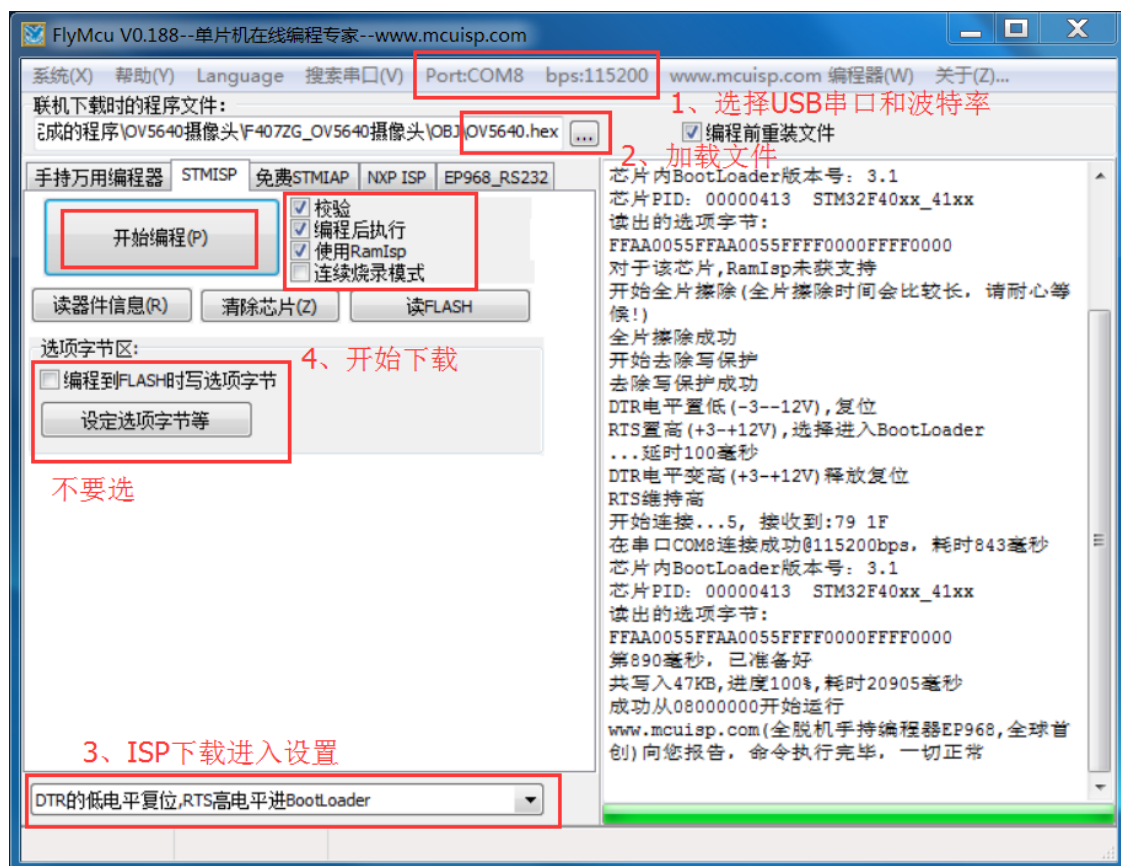 FlyMcu V0.188--单片机在线编程专家--www.mcuisp.com
系统(X) 帮助(Y) Language 搜索串口(V) Port:COM8 bps:115200 www.mcuisp.com 编程器(W) 关于(Z)...
联机下载时的程序文件:
1、选择USB串口和波特率
成的程序\OV5640摄像头\F407ZG_OV5640摄像头\OBJ\OV5640.hex ...
编程前重装文件
2、加载文件
手持万用编程器 STMISP 免费STMIAP NXP ISP EP968_RS232
开始编程(P)
校验
编程后执行
使用RamIsp
连续烧录模式
读器件信息(R) 清除芯片(Z) 读FLASH
选项字节区:
4、开始下载
编程到FLASH时写选项字节
设定选项字节等
不要选
3、ISP下载进入设置
DTR的低电平复位,RTS高电平进BootLoader
芯片内BootLoader版本号: 3.1
芯片PID: 00000413 STM32F40xx_41xx
读出的选项字节:
FFAA0055FFAA0055FFFF0000FFFF0000
对于该芯片,RamIsp未获支持
开始全片擦除(全片擦除时间会比较长, 请耐心等
候!)
全片擦除成功
开始去除写保护
去除写保护成功
DTR电平置低(-3--12V),复位
RTS置高(+3-+12V),选择进入BootLoader
...延时100毫秒
DTR电平变高(+3-+12V)释放复位
RTS维持高
开始连接...5, 接收到:79 1F
在串口COM8连接成功@115200bps, 耗时843毫秒
芯片内BootLoader版本号: 3.1
芯片PID: 00000413 STM32F40xx_41xx
读出的选项字节:
FFAA0055FFAA0055FFFF0000FFFF0000
第890毫秒, 已准备好
共写入47KB,进度100%,耗时20905毫秒
成功从08000000开始运行
www.mcuisp.com(全脱机手持编程器EP968,全球首
创)向您报告, 命令执行完毕, 一切正常